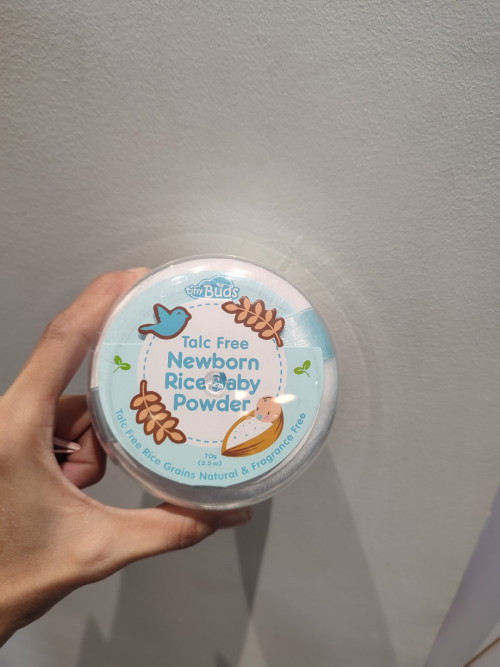 tiny Buds
Talc Free
Newborn
Rice Baby
Powder
70g
(2.5 oz)
Talc Free Rice Grains Natural & Fragrance Free